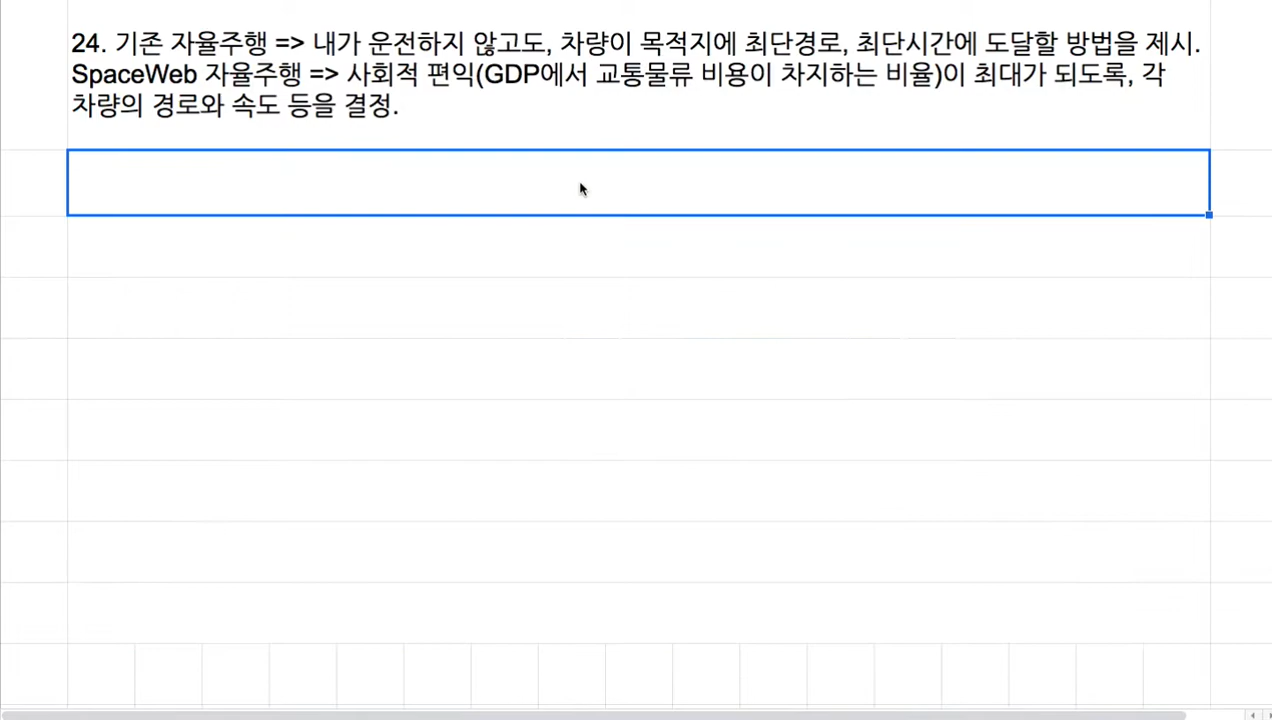 24. 기존 자율주행 => 내가 운전하지 않고도, 차량이 목적지에 최단경로, 최단시간에 도달할 방법을 제시.
SpaceWeb 자율주행 => 사회적 편익(GDP에서 교통물류 비용이 차지하는 비율)이 최대가 되도록, 각
차량의 경로와 속도 등을 결정.